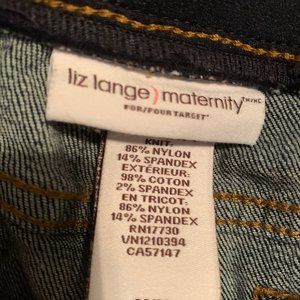 liz lange) maternity TM/MC
FOR/POUR TARGET
KNIT:
86% NYLON
14% SPANDEX
EXTÉRIEUR:
98% COTON
2% SPANDEX
EN TRICOT:
86% NYLON
14% SPANDEX
RN17730
VN1210394
CA57147